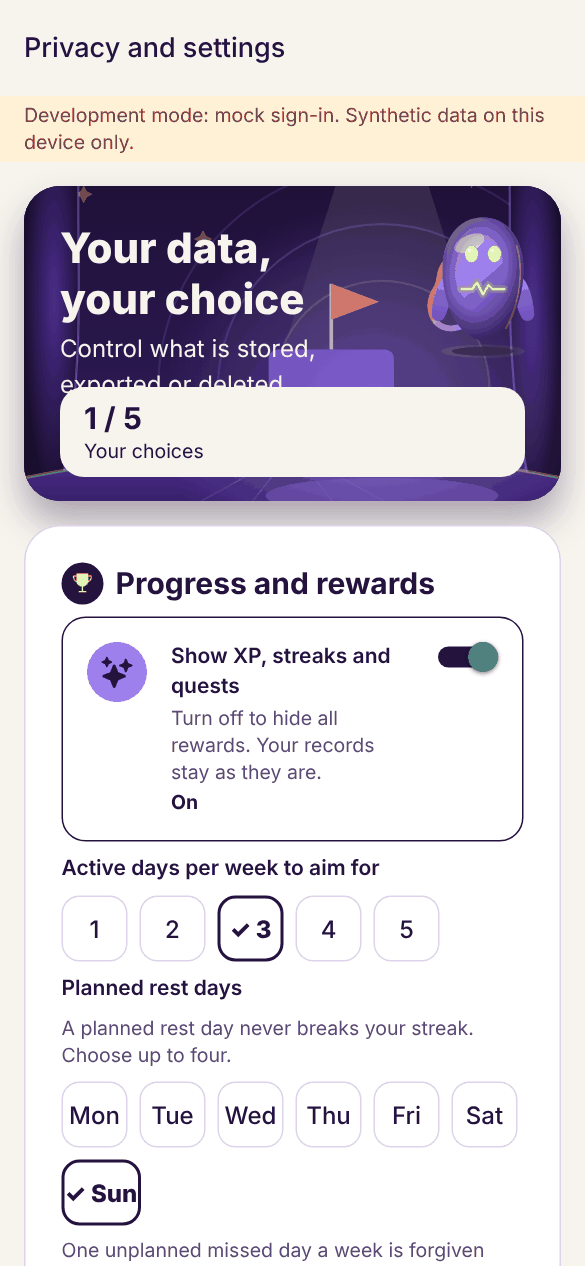 Privacy and settings
Development mode: mock sign-in. Synthetic data on this
device only.
Your data,
your choice
Control what is stored,
exported or deleted
1 / 5
Your choices
Progress and rewards
Show XP, streaks and
quests
Turn off to hide all
rewards. Your records
stay as they are.
On
Active days per week to aim for
1 2 3 4 5
Planned rest days
A planned rest day never breaks your streak.
Choose up to four.
Mon Tue Wed Thu Fri Sat
Sun
One unplanned missed day a week is forgiven